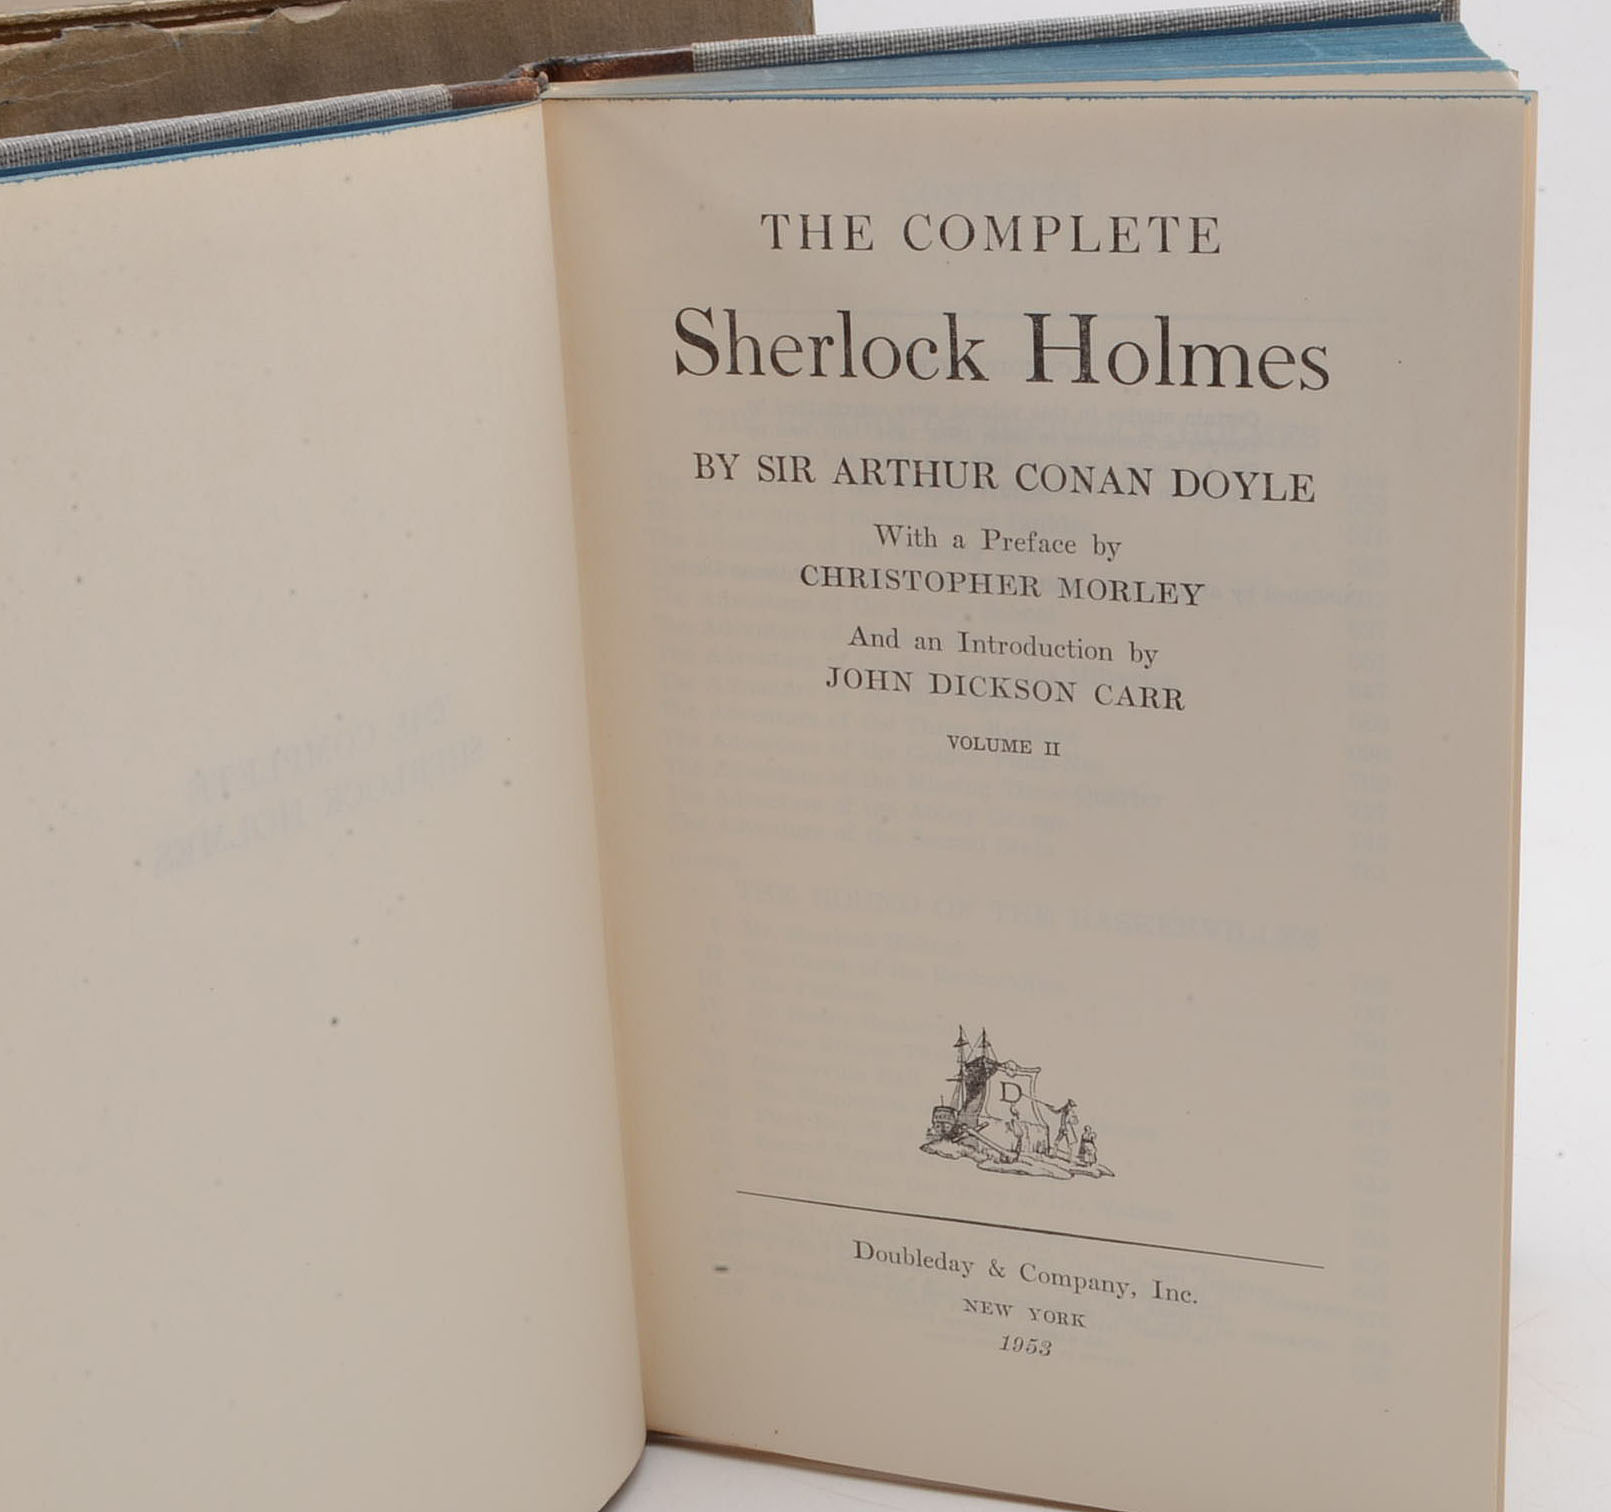 THE COMPLETE
Sherlock Holmes
BY SIR ARTHUR CONAN DOYLE
With a Preface by
CHRISTOPHER MORLEY
And an Introduction by
JOHN DICKSON CARR
VOLUME II
D
Doubleday & Company, Inc.
NEW YORK
1953